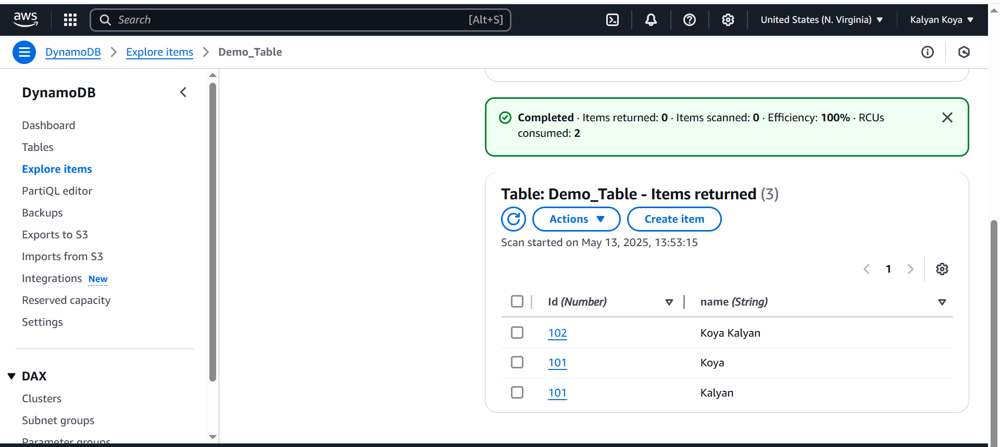 aws
Search [Alt+S]
United States (N. Virginia)
Kalyan Koya
DynamoDB
Explore items
Demo_Table
DynamoDB
Dashboard
Tables
Explore items
PartiQL editor
Backups
Exports to S3
Imports from S3
Integrations New
Reserved capacity
Settings
DAX
Clusters
Subnet groups
Parameter groups
Completed · Items returned: 0 · Items scanned: 0 · Efficiency: 100% · RCUs
consumed: 2
Table: Demo_Table - Items returned (3)
Actions
Create item
Scan started on May 13, 2025, 13:53:15
1
Id (Number) name (String)
102 Koya Kalyan
101 Koya
101 Kalyan